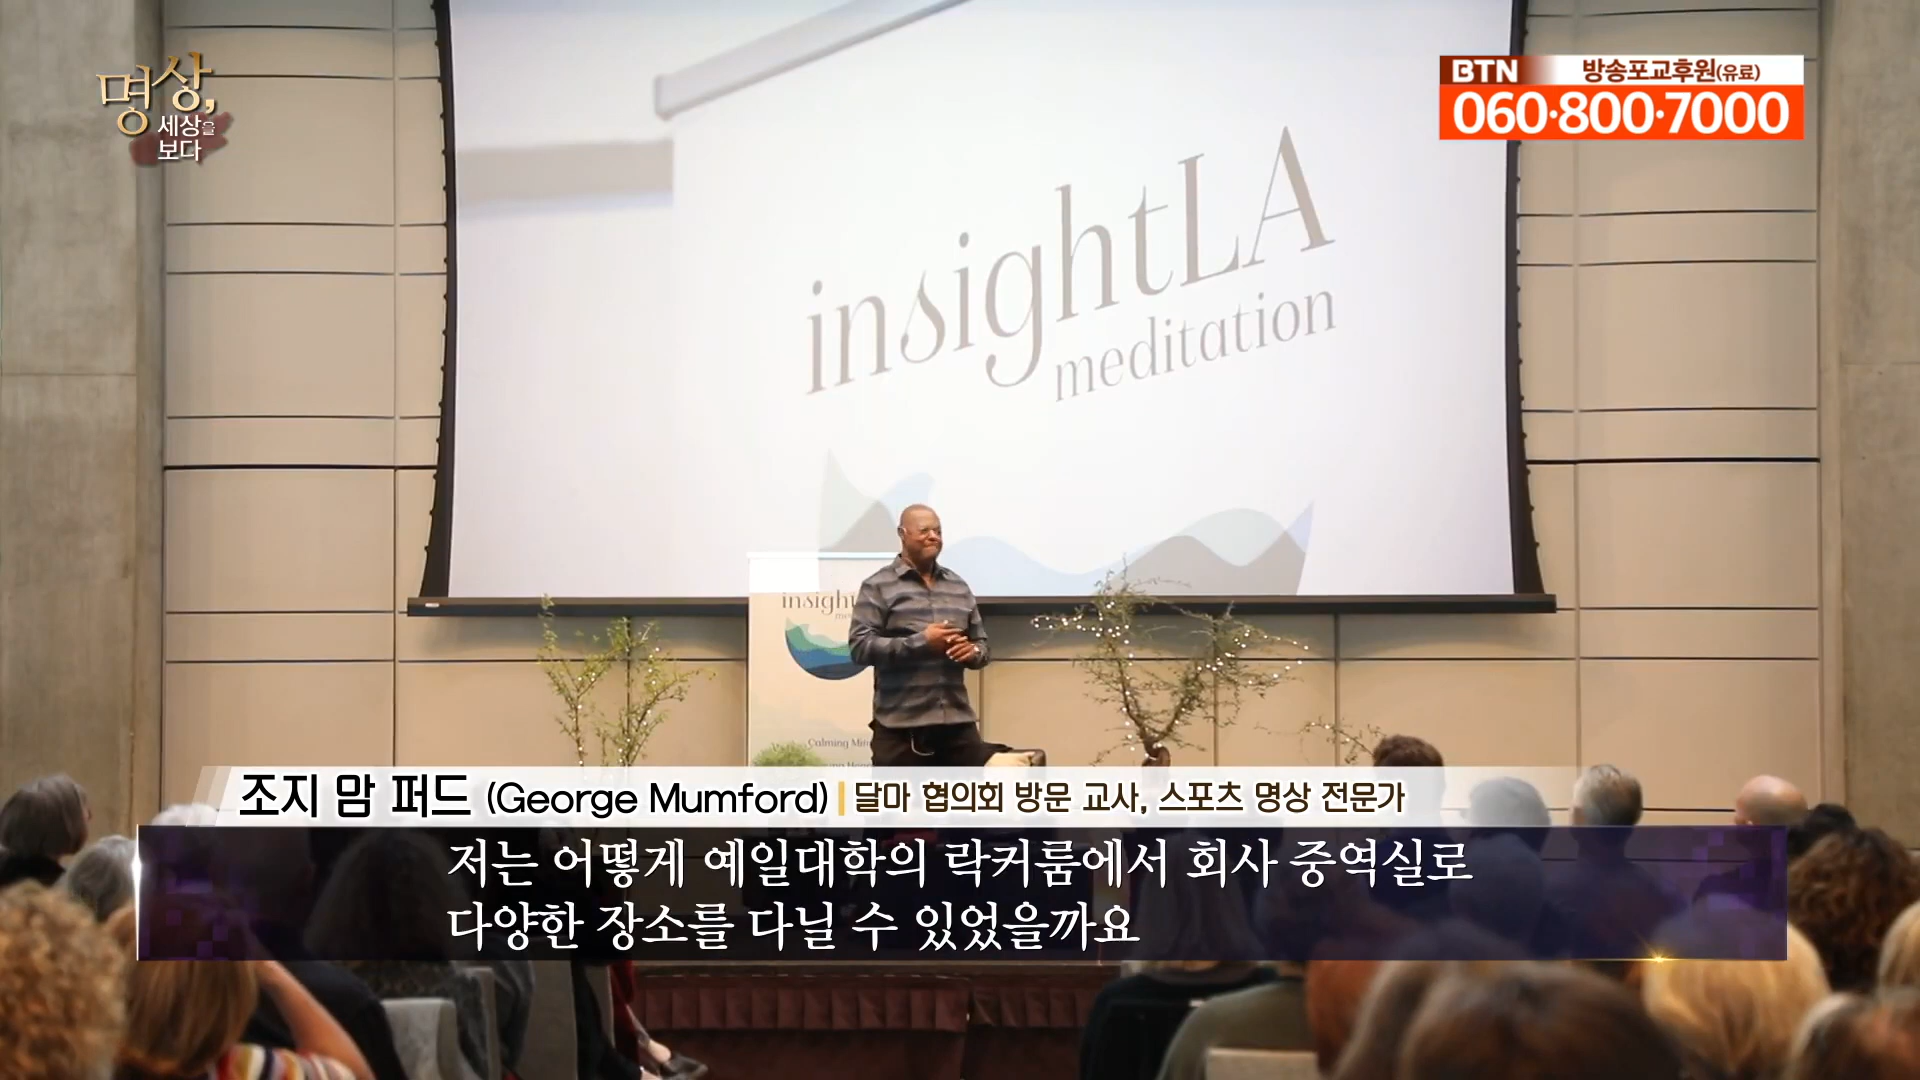 명상,
세상을
보다
BTN 방송포교후원(유료)
060·800·7000
insightLA
meditation
insight
Calming Min
조지 맘 퍼드 (George Mumford) 달마 협의회 방문 교사, 스포츠 명상 전문가
저는 어떻게 예일대학의 락커룸에서 회사 중역실로
다양한 장소를 다닐 수 있었을까요